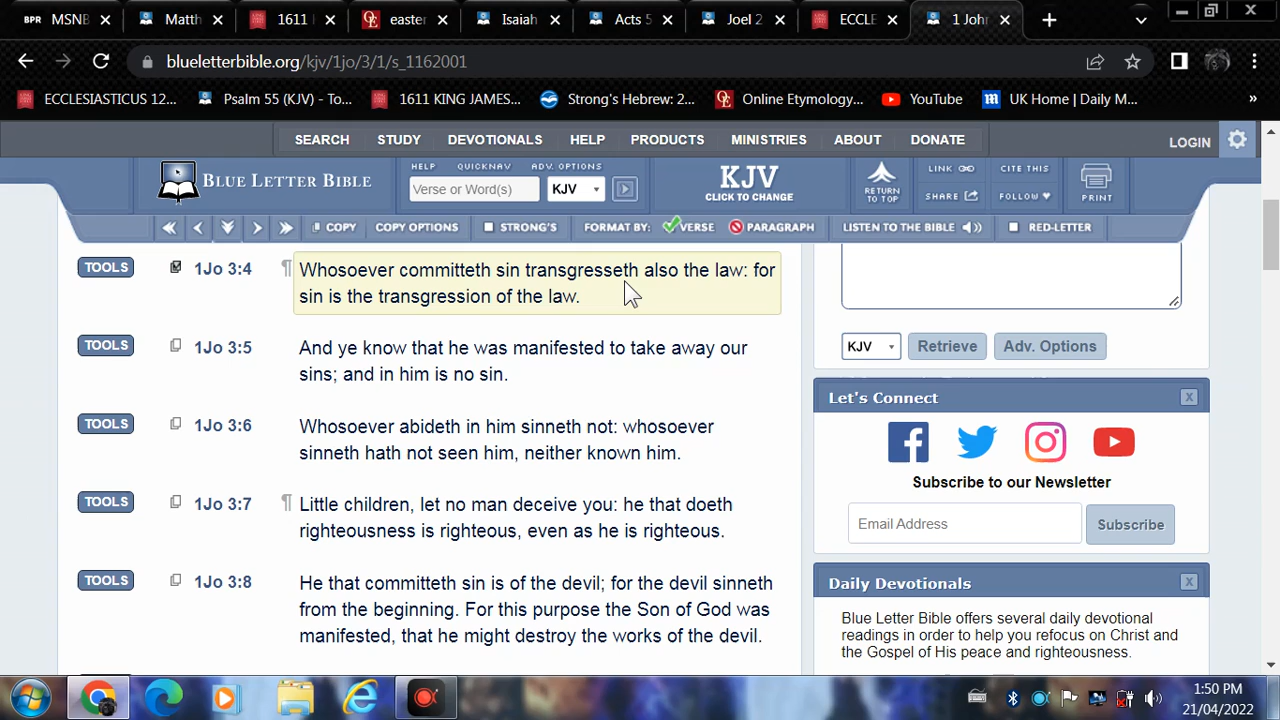 BPR MSNB
Matth
1611
easter
Isaiah
Acts 5
Joel 2
ECCLE
1 Joh
blueletterbible.org/kjv/1jo/3/1/s_1162001
ECCLESIASTICUS 12...
Psalm 55 (KJV) - To...
1611 KING JAMES...
Strong's Hebrew: 2...
Online Etymology...
YouTube
UK Home | Daily M...
SEARCH STUDY DEVOTIONALS HELP PRODUCTS MINISTRIES ABOUT DONATE
LOGIN
BLUE LETTER BIBLE
HELP QUICKNAV ADV. OPTIONS
Verse or Word(s)
KJV
KJV
CLICK TO CHANGE
RETURN
TO TOP
LINK
SHARE
CITE THIS
FOLLOW
PRINT
COPY COPY OPTIONS STRONG'S FORMAT BY: VERSE PARAGRAPH LISTEN TO THE BIBLE RED-LETTER
TOOLS 1Jo 3:4 ¶ Whosoever committeth sin transgresseth also the law: for
sin is the transgression of the law.
TOOLS 1Jo 3:5 And ye know that he was manifested to take away our
sins; and in him is no sin.
TOOLS 1Jo 3:6 Whosoever abideth in him sinneth not: whosoever
sinneth hath not seen him, neither known him.
TOOLS 1Jo 3:7 ¶ Little children, let no man deceive you: he that doeth
righteousness is righteous, even as he is righteous.
TOOLS 1Jo 3:8 He that committeth sin is of the devil; for the devil sinneth
from the beginning. For this purpose the Son of God was
manifested, that he might destroy the works of the devil.
KJV Retrieve Adv. Options
Let's Connect X
Subscribe to our Newsletter
Email Address Subscribe
Daily Devotionals X
Blue Letter Bible offers several daily devotional
readings in order to help you refocus on Christ and
the Gospel of His peace and righteousness.
1:50 PM
21/04/2022